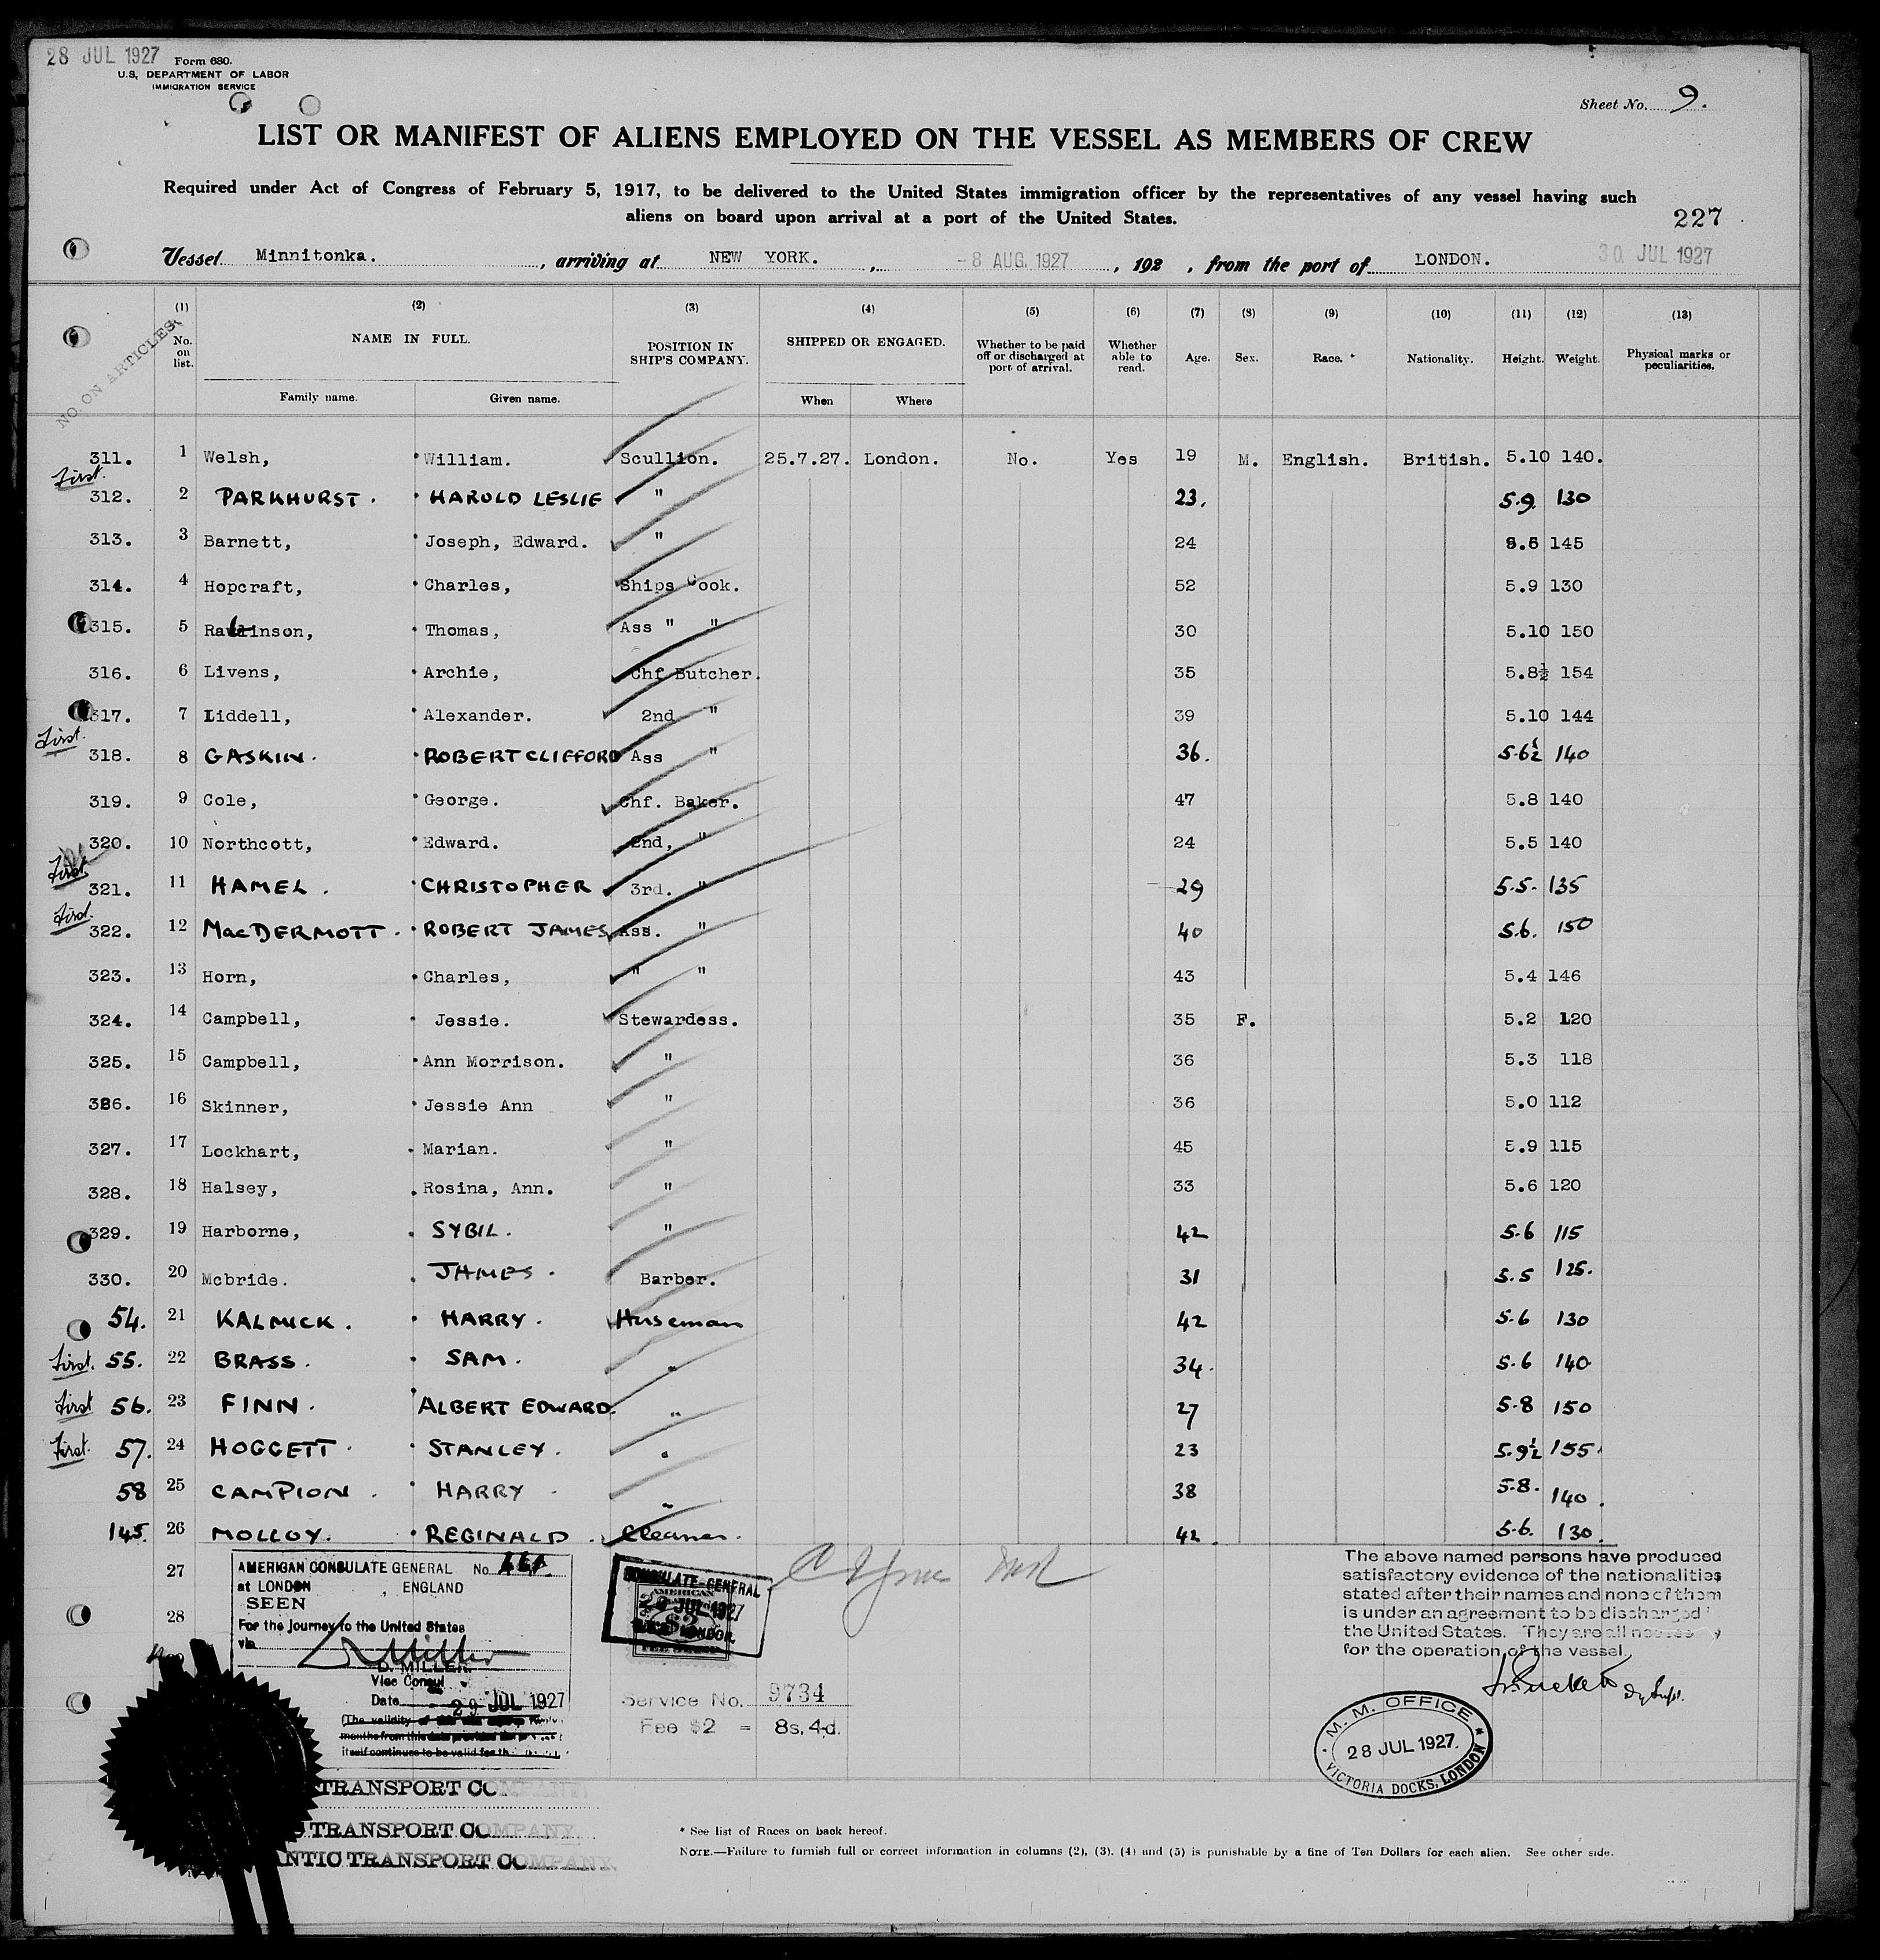 28 JUL 1927
Form 680.
U.S. DEPARTMENT OF LABOR
IMMIGRATION SERVICE
Sheet No. 9.
LIST OR MANIFEST OF ALIENS EMPLOYED ON THE VESSEL AS MEMBERS OF CREW
Required under Act of Congress of February 5, 1917, to be delivered to the United States immigration officer by the representatives of any vessel having such
aliens on board upon arrival at a port of the United States.
227
Vessel Minnitonka. , arriving at NEW YORK. , -8 AUG. 1927 , 192 , from the port of LONDON. 30 JUL 1927
NO. ON ARTICLES
(1) (2) (3) (4) (5) (6) (7) (8) (9) (10) (11) (12) (13)
No. on list. NAME IN FULL. POSITION IN SHIP'S COMPANY. SHIPPED OR ENGAGED. Whether to be paid off or discharged at port of arrival. Whether able to read. Age. Sex. Race. * Nationality. Height. Weight. Physical marks or peculiarities.
Family name. Given name. When Where
311. 1 Welsh, William. Scullion. 25.7.27. London. No. Yes 19 M. English. British. 5.10 140.
First. 312. 2 PARKHURST. HAROLD LESLIE " 23. 5.9. 130
313. 3 Barnett, Joseph, Edward. " 24 5.5 145
314. 4 Hopcraft, Charles, Ships Cook. 52 5.9 130
315. 5 Rawlinson, Thomas, Ass " " 30 5.10 150
316. 6 Livens, Archie, Chf Butcher. 35 5.8½ 154
317. 7 Liddell, Alexander. 2nd " 39 5.10 144
First. 318. 8 GASKIN. ROBERT CLIFFORD Ass " 36. 5.6½ 140
319. 9 Cole, George. Chf. Baker. 47 5.8 140
320. 10 Northcott, Edward. 2nd, " 24 5.5 140
First. 321. 11 HAMEL. CHRISTOPHER 3rd. " 29 5.5. 135
First. 322. 12 MacDERMOTT. ROBERT JAMES Ass. " 40 5.6. 150
323. 13 Horn, Charles, " " 43 5.4 146
324. 14 Campbell, Jessie. Stewardess. 35 F. 5.2 120
325. 15 Campbell, Ann Morrison. " 36 5.3 118
326. 16 Skinner, Jessie Ann " 36 5.0 112
327. 17 Lockhart, Marian. " 45 5.9 115
328. 18 Halsey, Rosina, Ann. " 33 5.6 120
329. 19 Harborne, SYBIL. " 42 5.6 115
330. 20 Mcbride. JAMES. Barber. 31 5.5 125.
54. 21 KALMICK. HARRY. Huseman 42 5.6 130
First. 55. 22 BRASS. SAM. " 34. 5.6 140
First 56. 23 FINN. ALBERT EDWARD. " 27 5.8 150
First. 57. 24 HOGGETT. STANLEY. " 23 5.9½ 155.
58 25 CAMPION. HARRY " 38 5.8. 140.
145. 26 MOLLOY. REGINALD. Cleaner. 42. 5.6. 130.
27
28
AMERICAN CONSULATE GENERAL No.
at LONDON, ENGLAND
SEEN
For the journey to the United States
via
D. MILLER.
Vice Consul
Date 29 JUL 1927
(The validity of
months from this date provided the
itself continues to be valid for th
CONSULATE-GENERAL
AMERICAN
29 JUL 1927
LONDON.
FEE
Service No. 9734
Fee $2 = 8s. 4d.
The above named persons have produced
satisfactory evidence of the nationalities
stated after their names and none of them
is under an agreement to be discharged
the United States. They are all
for the operation of the vessel
M. M. OFFICE
28 JUL 1927.
VICTORIA DOCKS, LONDON
TRANSPORT COMPANY
TRANSPORT COMPANY.
NTIC TRANSPORT COMPANY.
* See list of Races on back hereof.
NOTE.—Failure to furnish full or correct information in columns (2), (3), (4) and (5) is punishable by a fine of Ten Dollars for each alien. See other side.